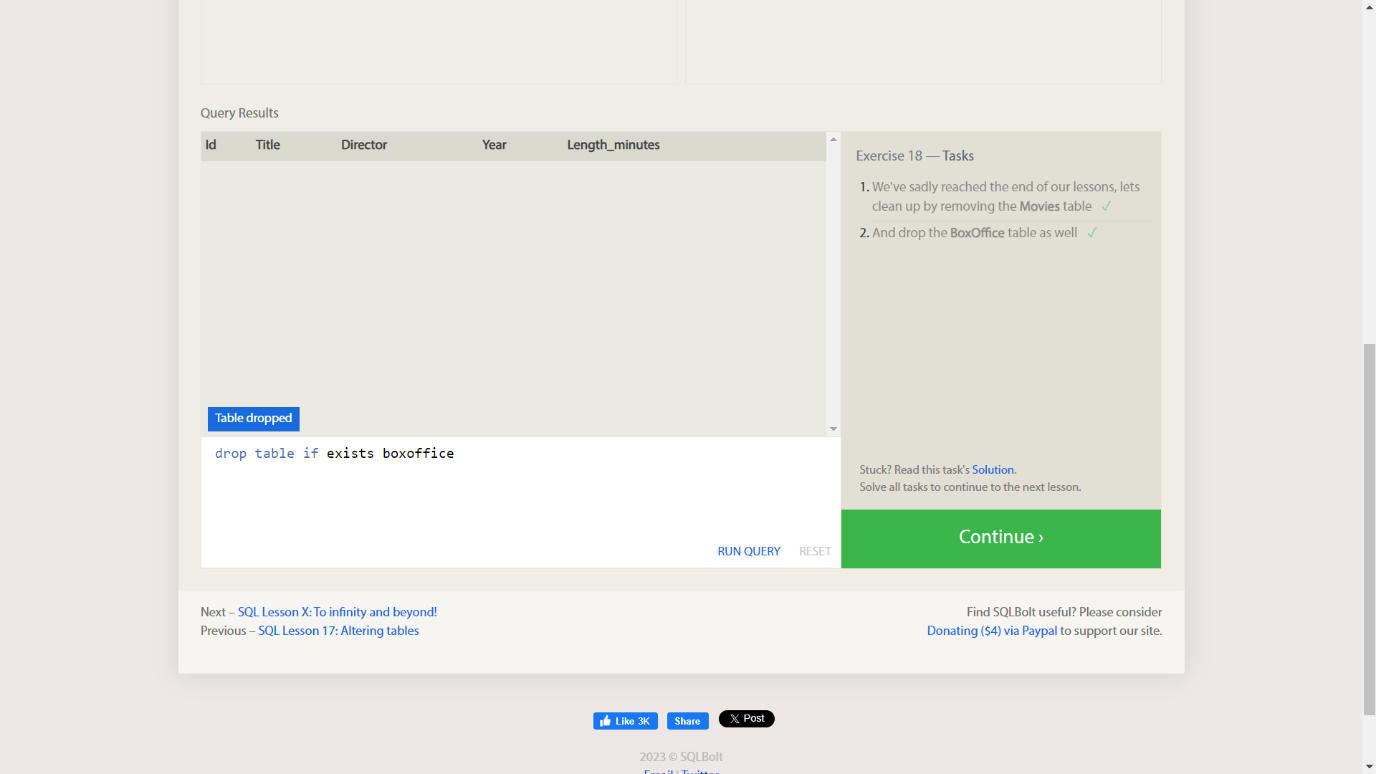 Query Results
Id Title Director Year Length_minutes
Table dropped
drop table if exists boxoffice
RUN QUERY RESET
Exercise 18 — Tasks
1. We've sadly reached the end of our lessons, lets
clean up by removing the Movies table ✓
2. And drop the BoxOffice table as well ✓
Stuck? Read this task's Solution.
Solve all tasks to continue to the next lesson.
Continue ›
Next – SQL Lesson X: To infinity and beyond!
Previous – SQL Lesson 17: Altering tables
Find SQLBolt useful? Please consider
Donating ($4) via Paypal to support our site.
Like 3K Share X Post
2023 © SQLBolt
Email | Twitter